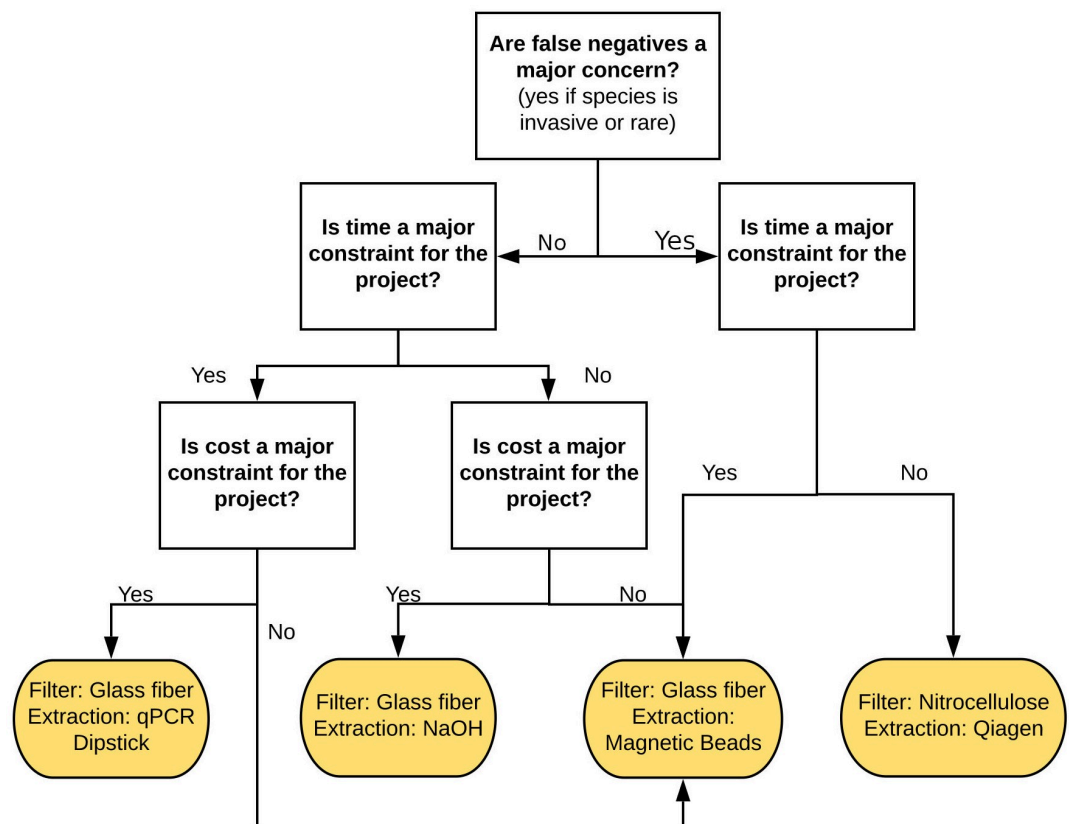 Are false negatives a
major concern?
(yes if species is
invasive or rare)
No
Yes
Is time a major
constraint for the
project?
Is time a major
constraint for the
project?
Yes
No
Is cost a major
constraint for the
project?
Is cost a major
constraint for the
project?
Yes
No
Yes
No
Yes
No
Filter: Glass fiber
Extraction: qPCR
Dipstick
Filter: Glass fiber
Extraction: NaOH
Filter: Glass fiber
Extraction:
Magnetic Beads
Filter: Nitrocellulose
Extraction: Qiagen